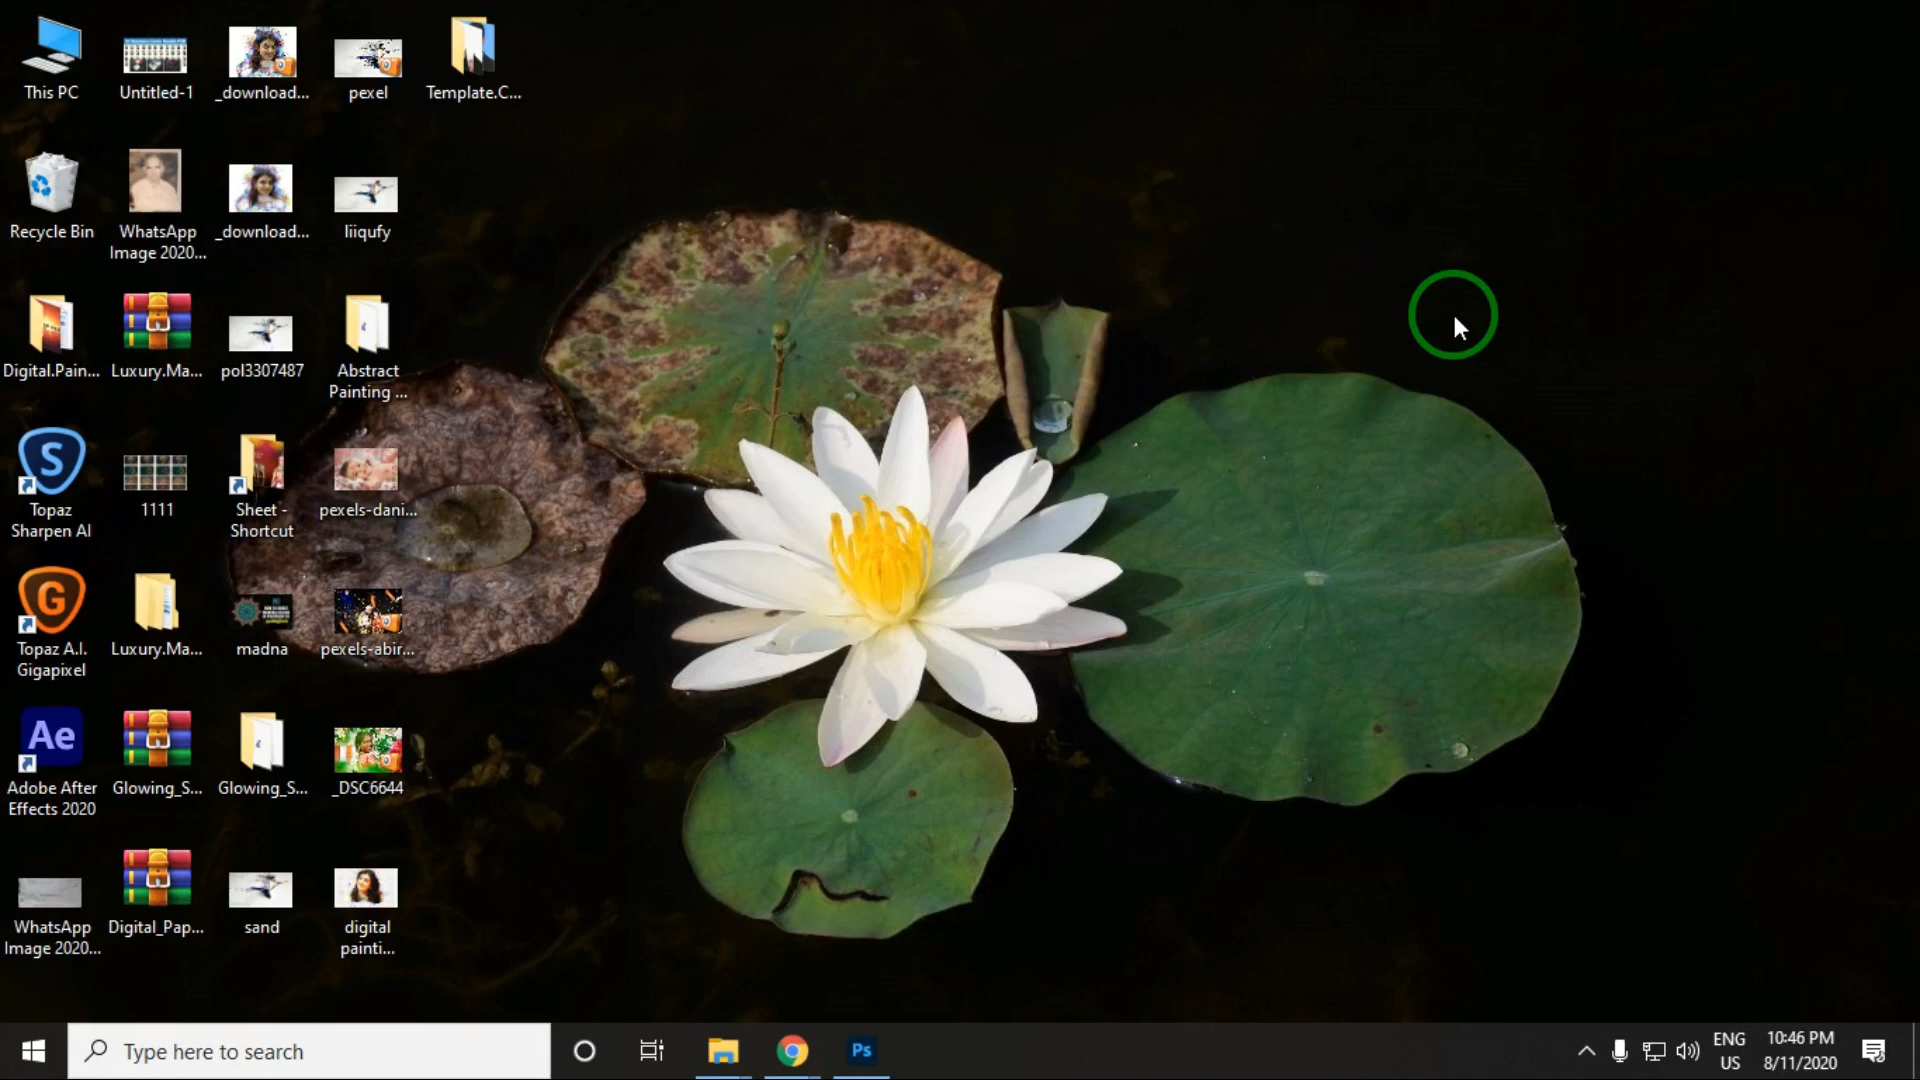 This PC
Untitled-1
_download...
pexel
Template.C...
Recycle Bin
WhatsApp
Image 2020...
_download...
liiqufy
Digital.Pain...
Luxury.Ma...
pol3307487
Abstract
Painting ...
S
Topaz
Sharpen AI
1111
Sheet -
Shortcut
pexels-dani...
G
Topaz A.I.
Gigapixel
Luxury.Ma...
madna
pexels-abir...
Ae
Adobe After
Effects 2020
Glowing_S...
Glowing_S...
_DSC6644
WhatsApp
Image 2020...
Digital_Pap...
sand
digital
painti...
Type here to search
Ps
ENG
US
10:46 PM
8/11/2020